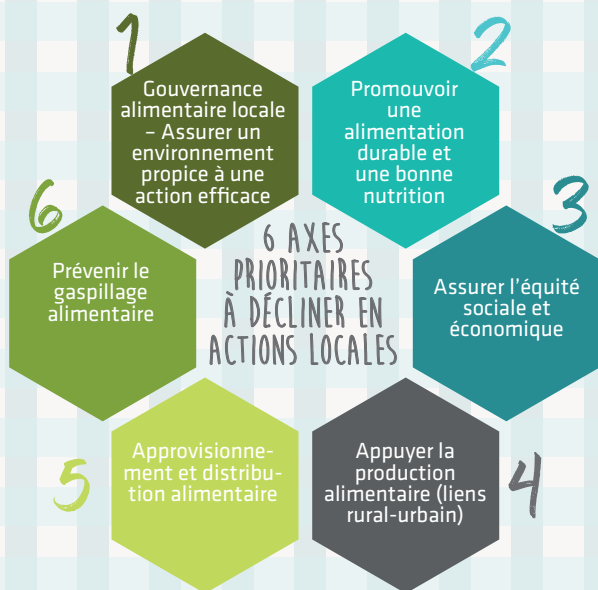 1
Gouvernance
alimentaire locale
– Assurer un
environnement
propice à une
action efficace
2
Promouvoir
une
alimentation
durable et
une bonne
nutrition
3
Assurer l'équité
sociale et
économique
4
Appuyer la
production
alimentaire (liens
rural-urbain)
5
Approvisionne-
ment et distribu-
tion alimentaire
6
Prévenir le
gaspillage
alimentaire
6 AXES
PRIORITAIRES
À DÉCLINER EN
ACTIONS LOCALES